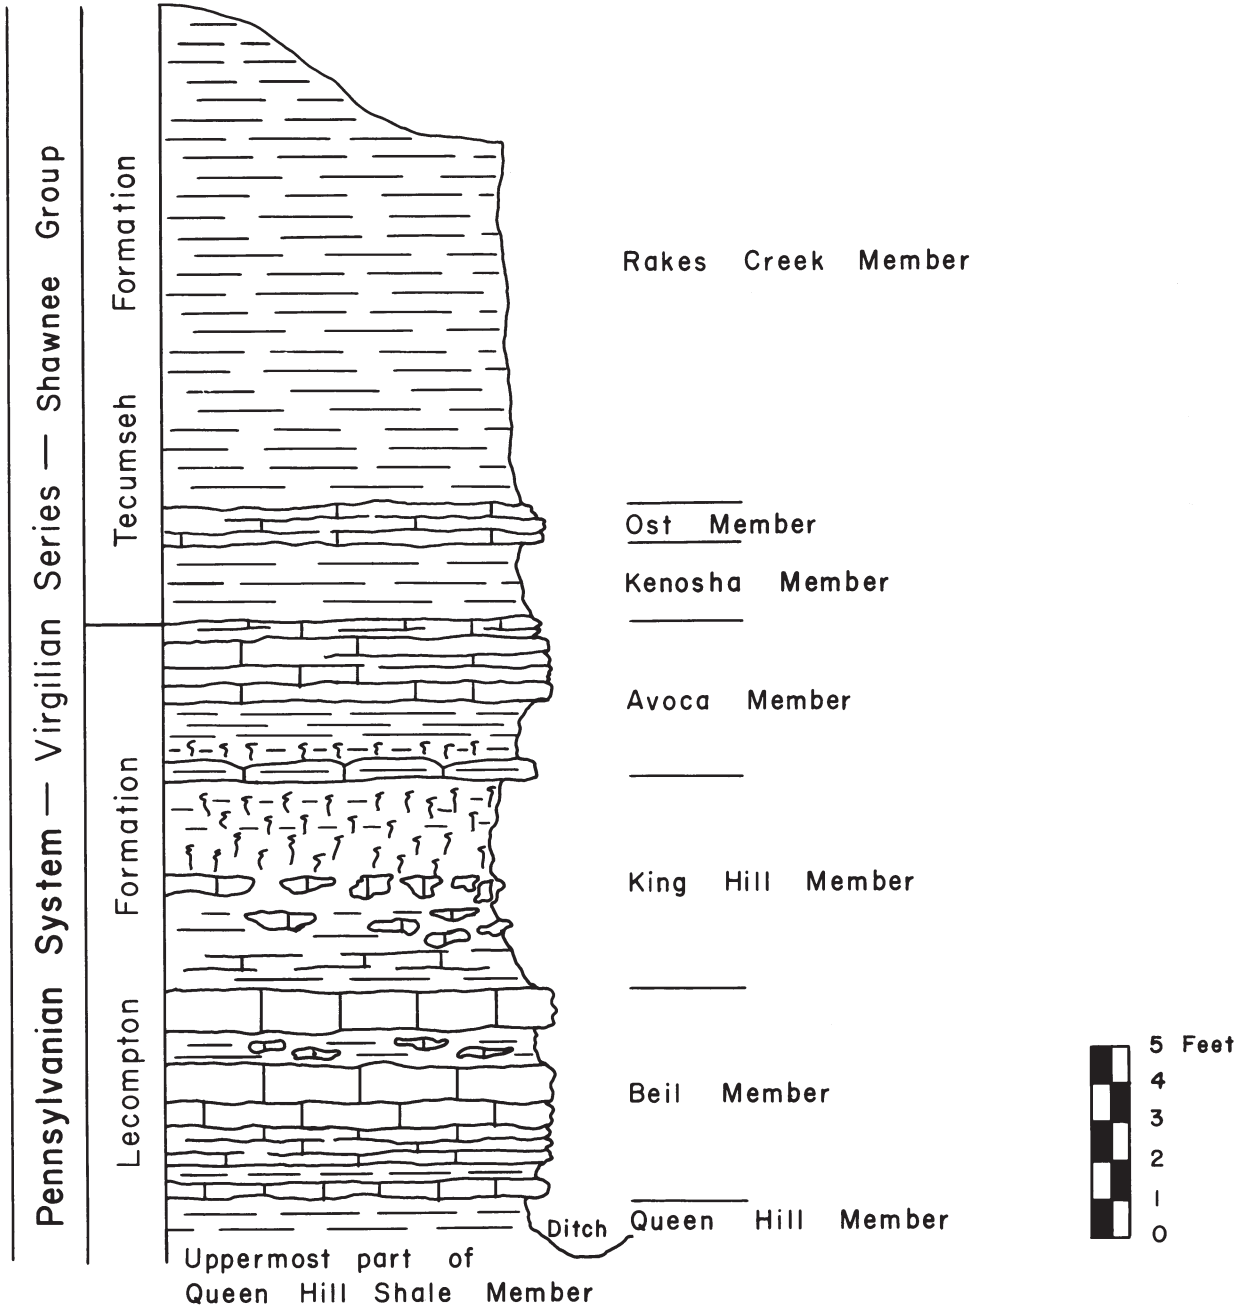 Pennsylvanian System — Virgilian Series — Shawnee Group
Tecumseh Formation
Lecompton Formation
Rakes Creek Member
Ost Member
Kenosha Member
Avoca Member
King Hill Member
Beil Member
Queen Hill Member
Ditch
Uppermost part of
Queen Hill Shale Member
5 Feet
4
3
2
1
0